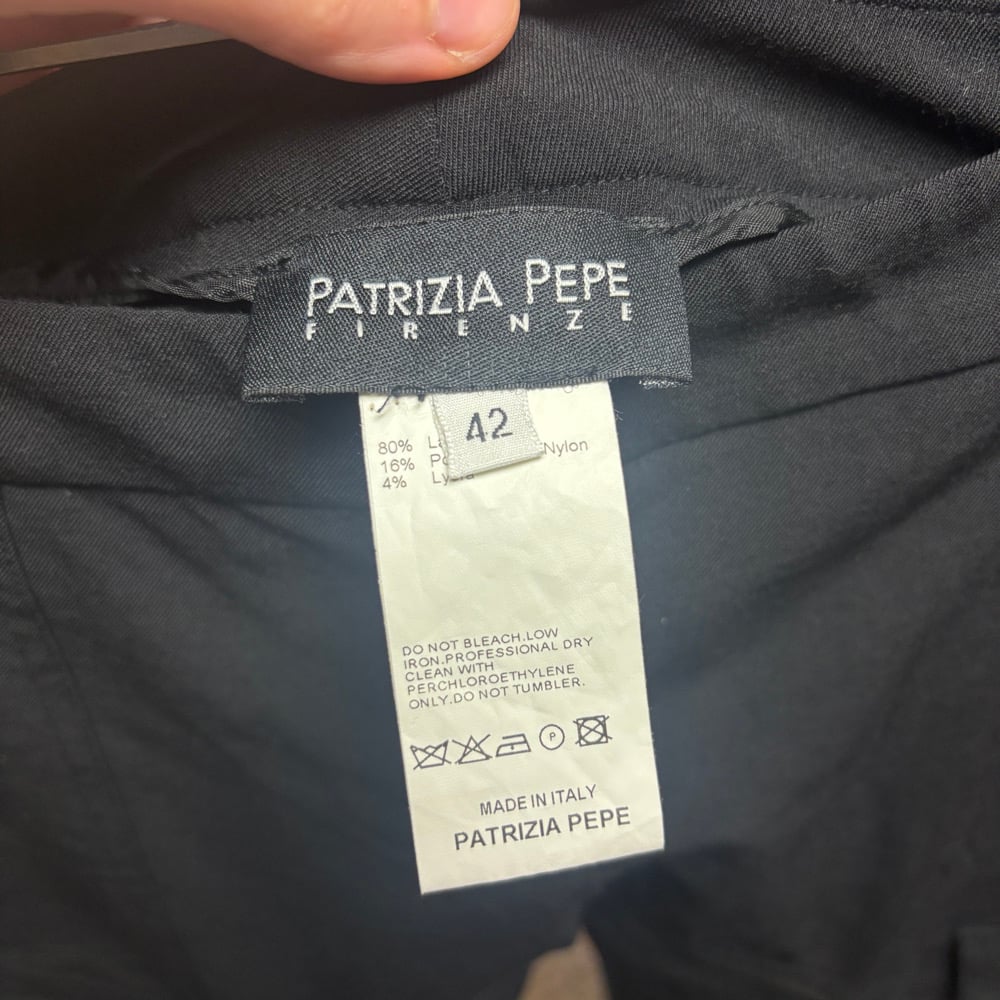 PATRIZIA PEPE
FIRENZE
42
80%
16% Nylon
4%
DO NOT BLEACH.LOW
IRON.PROFESSIONAL DRY
CLEAN WITH
PERCHLOROETHYLENE
ONLY.DO NOT TUMBLER.
P
MADE IN ITALY
PATRIZIA PEPE